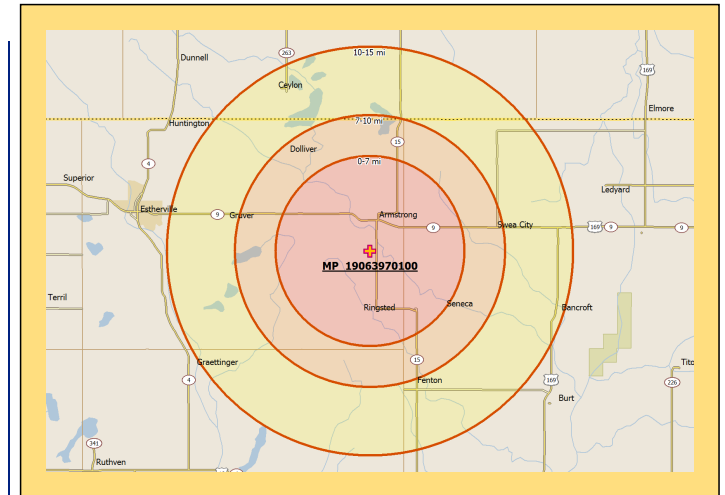 10-15 mi
263
Dunnell
169
Ceylon
Elmore
7-10 mi
Huntington
15
Dolliver
0-7 mi
4
Superior
Ledyard
Estherville
9
Gruver
Armstrong
9
Swea City
169
9
9
MP 19063970100
Terril
Ringsted
Seneca
Bancroft
15
Graettinger
4
Fenton
169
Tito
226
Burt
341
Ruthven